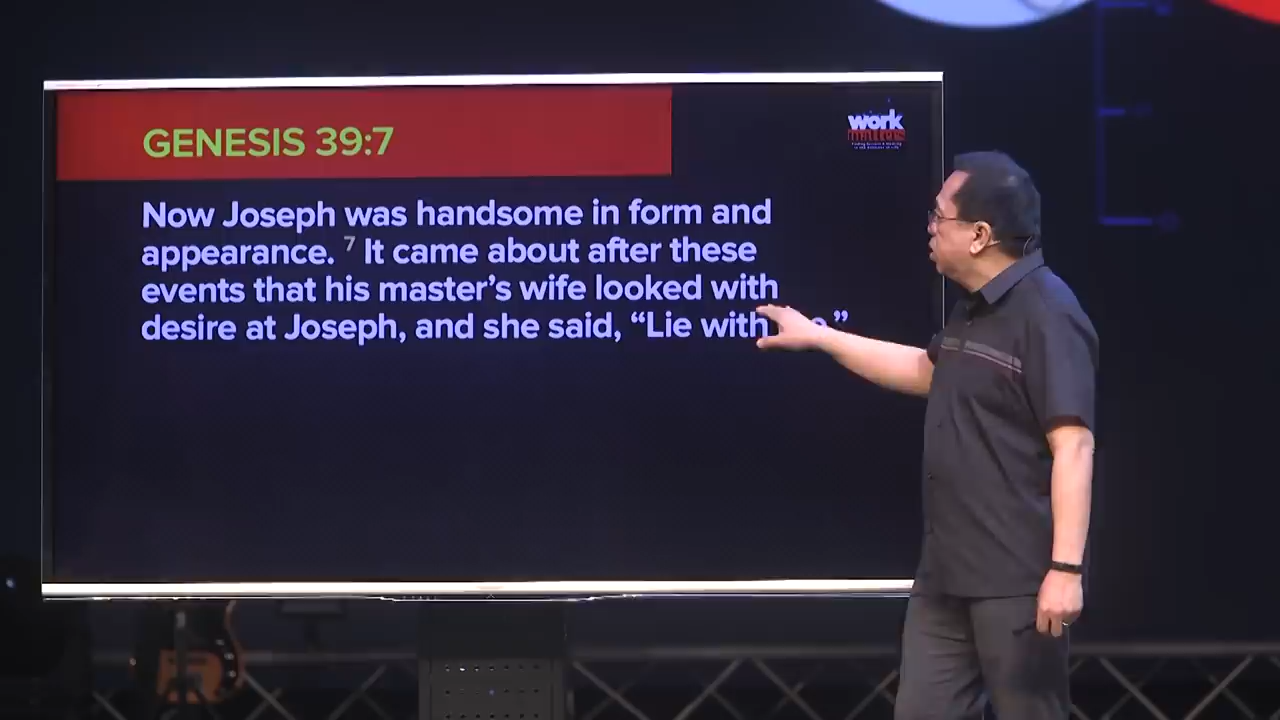 GENESIS 39:7
work
Now Joseph was handsome in form and
appearance. 7 It came about after these
events that his master's wife looked with
desire at Joseph, and she said, “Lie with